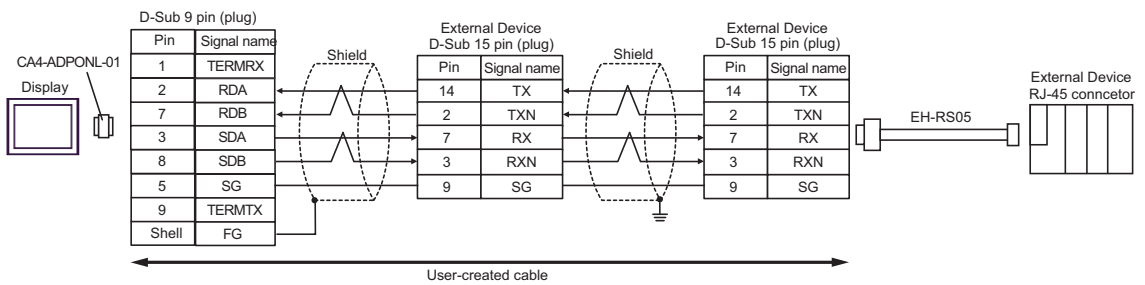 D-Sub 9 pin (plug)
Pin Signal name
1 TERMRX
2 RDA
7 RDB
3 SDA
8 SDB
5 SG
9 TERMTX
Shell FG
CA4-ADPONL-01
Display
Shield
External Device
D-Sub 15 pin (plug)
Pin Signal name
14 TX
2 TXN
7 RX
3 RXN
9 SG
Shield
External Device
D-Sub 15 pin (plug)
Pin Signal name
14 TX
2 TXN
7 RX
3 RXN
9 SG
EH-RS05
External Device
RJ-45 conncetor
User-created cable